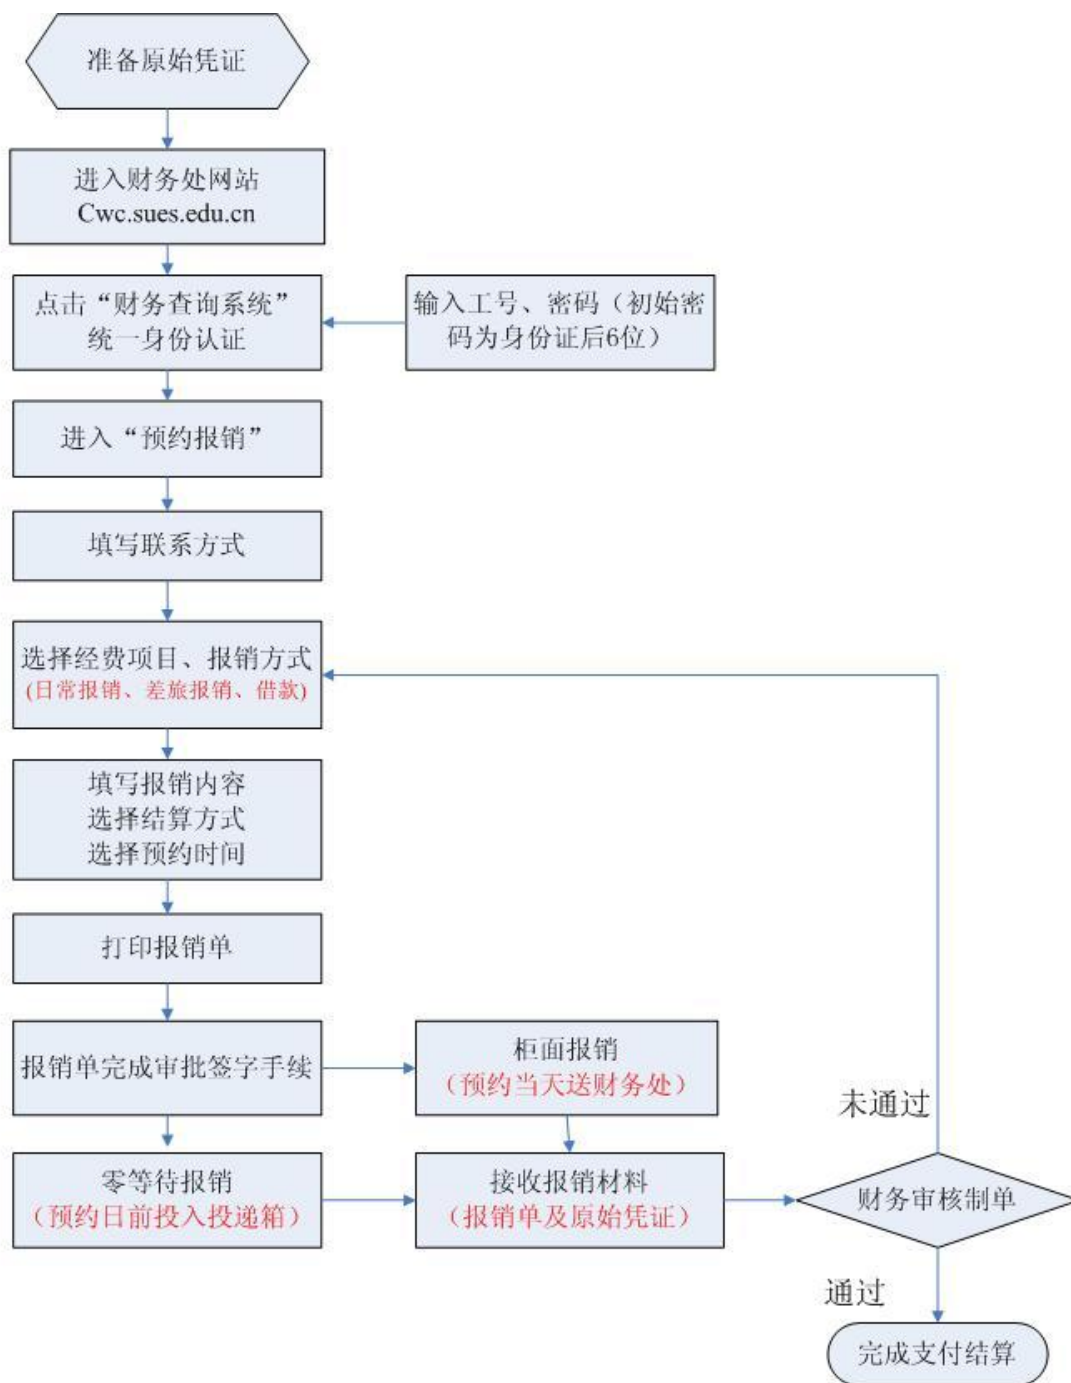 准备原始凭证
进入财务处网站
Cwc.sues.edu.cn
点击“财务查询系统”
统一身份认证
输入工号、密码（初始密
码为身份证后6位）
进入“预约报销”
填写联系方式
选择经费项目、报销方式
(日常报销、差旅报销、借款)
填写报销内容
选择结算方式
选择预约时间
打印报销单
报销单完成审批签字手续
柜面报销
（预约当天送财务处）
零等待报销
（预约日前投入投递箱）
接收报销材料
（报销单及原始凭证）
未通过
财务审核制单
通过
完成支付结算